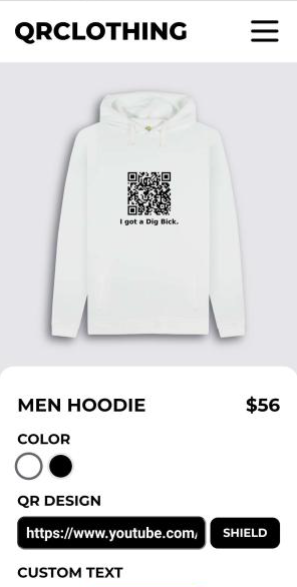 QRCLOTHING
I got a Dig Bick.
MEN HOODIE $56
COLOR
QR DESIGN
https://www.youtube.com/ SHIELD
CUSTOM TEXT